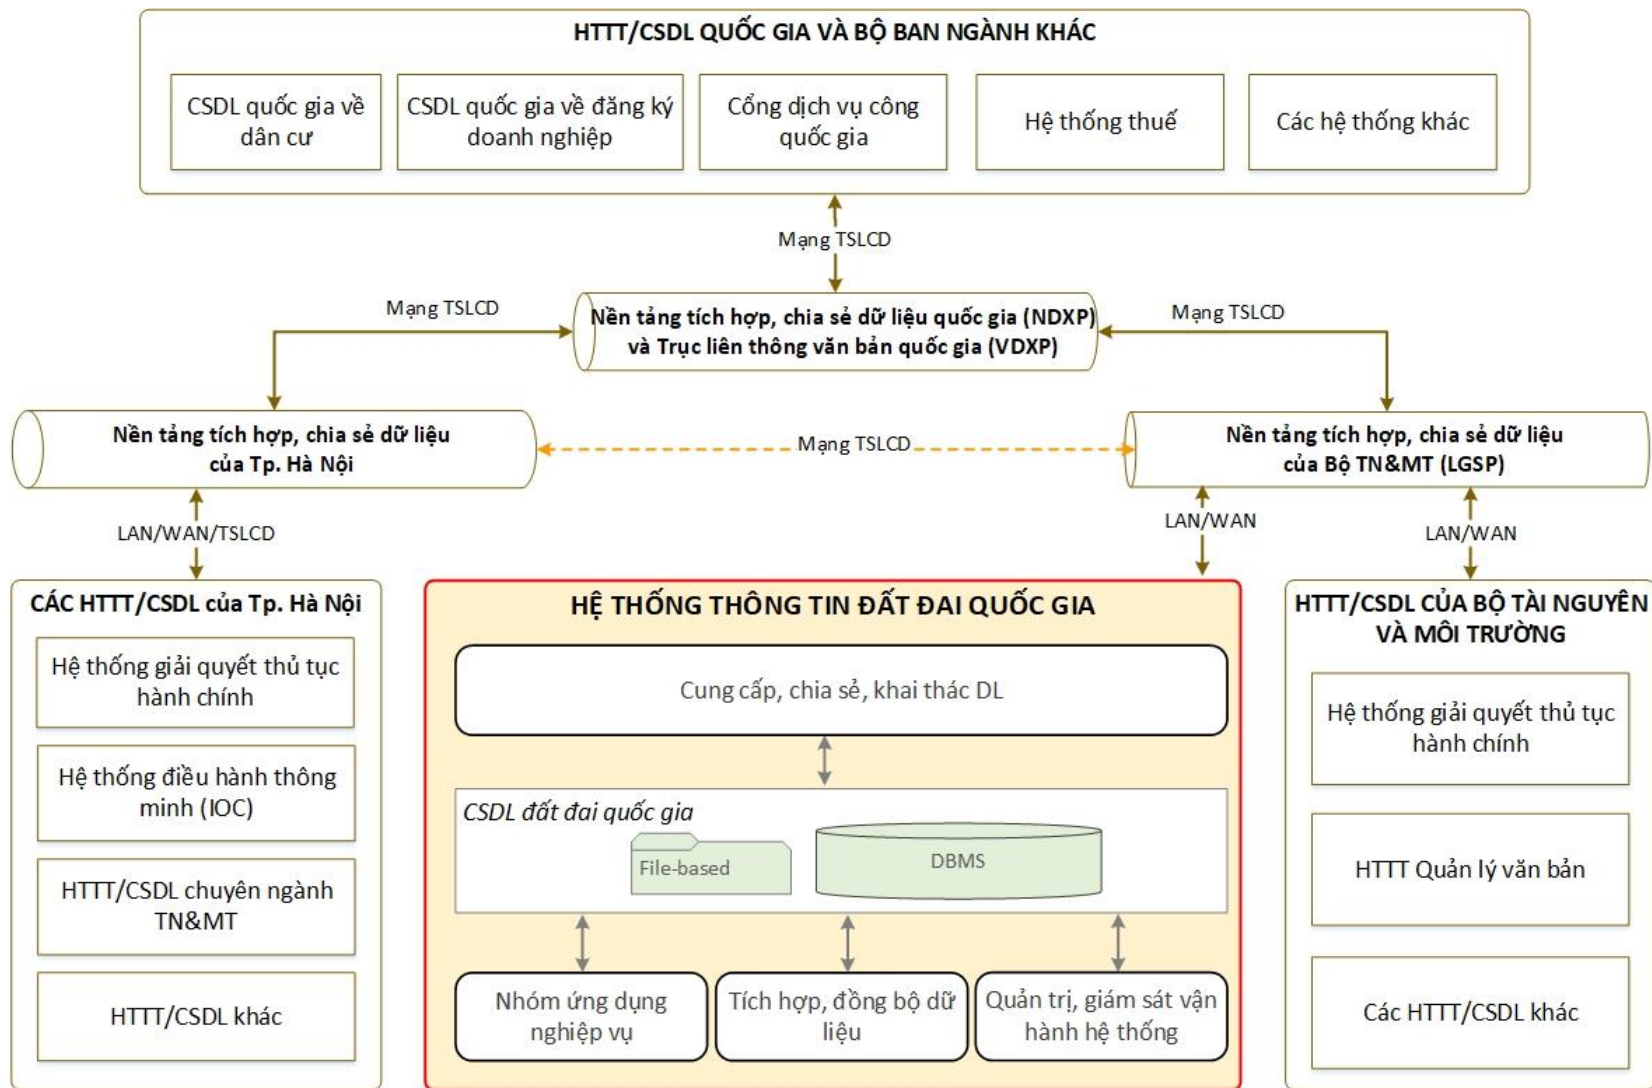 HTTT/CSDL QUỐC GIA VÀ BỘ BAN NGÀNH KHÁC
CSDL quốc gia về
dân cư
CSDL quốc gia về đăng ký
doanh nghiệp
Cổng dịch vụ công
quốc gia
Hệ thống thuế
Các hệ thống khác
Mạng TSLCD
Mạng TSLCD
Nền tảng tích hợp, chia sẻ dữ liệu quốc gia (NDXP)
và Trục liên thông văn bản quốc gia (VDXP)
Mạng TSLCD
Nền tảng tích hợp, chia sẻ dữ liệu
của Tp. Hà Nội
Mạng TSLCD
Nền tảng tích hợp, chia sẻ dữ liệu
của Bộ TN&MT (LGSP)
LAN/WAN/TSLCD
LAN/WAN
LAN/WAN
CÁC HTTT/CSDL của Tp. Hà Nội
Hệ thống giải quyết thủ tục
hành chính
Hệ thống điều hành thông
minh (IOC)
HTTT/CSDL chuyên ngành
TN&MT
HTTT/CSDL khác
HỆ THỐNG THÔNG TIN ĐẤT ĐAI QUỐC GIA
Cung cấp, chia sẻ, khai thác DL
CSDL đất đai quốc gia
File-based
DBMS
Nhóm ứng dụng
nghiệp vụ
Tích hợp, đồng bộ dữ
liệu
Quản trị, giám sát vận
hành hệ thống
HTTT/CSDL CỦA BỘ TÀI NGUYÊN
VÀ MÔI TRƯỜNG
Hệ thống giải quyết thủ tục
hành chính
HTTT Quản lý văn bản
Các HTTT/CSDL khác